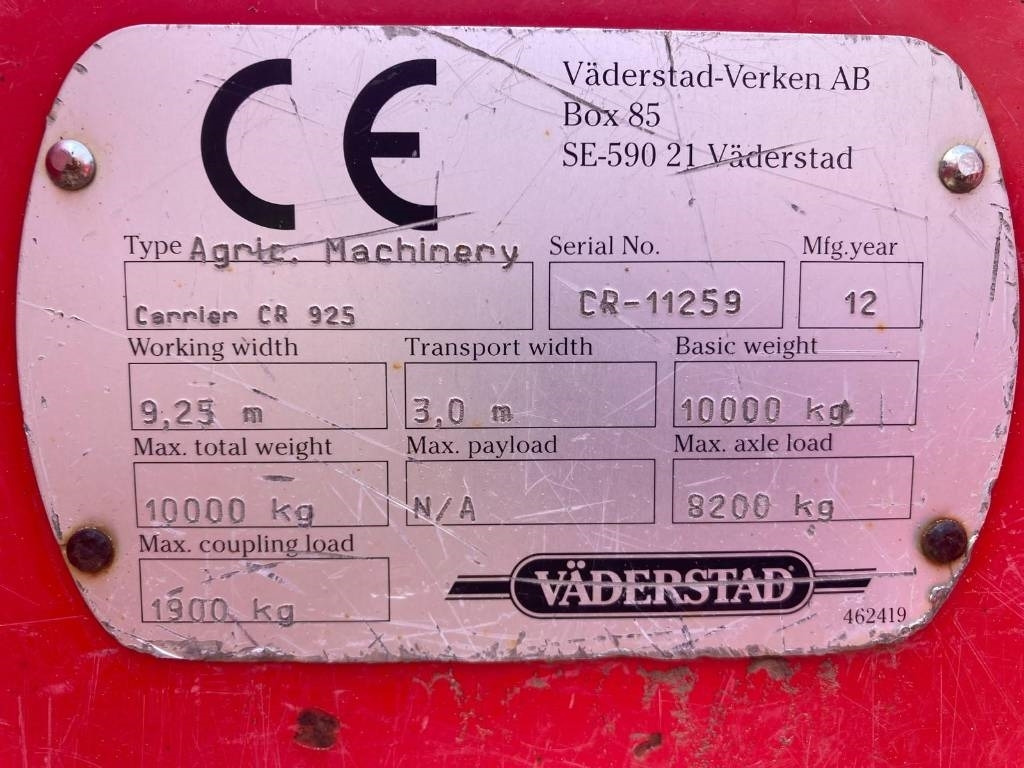 CE
Väderstad-Verken AB
Box 85
SE-590 21 Väderstad
Type Agric. Machinery
Carrier CR 925
Serial No.
CR-11259
Mfg.year
12
Working width
9,25 m
Transport width
3,0 m
Basic weight
10000 kg
Max. total weight
10000 kg
Max. payload
N/A
Max. axle load
8200 kg
Max. coupling load
1900 kg
VÄDERSTAD
462419